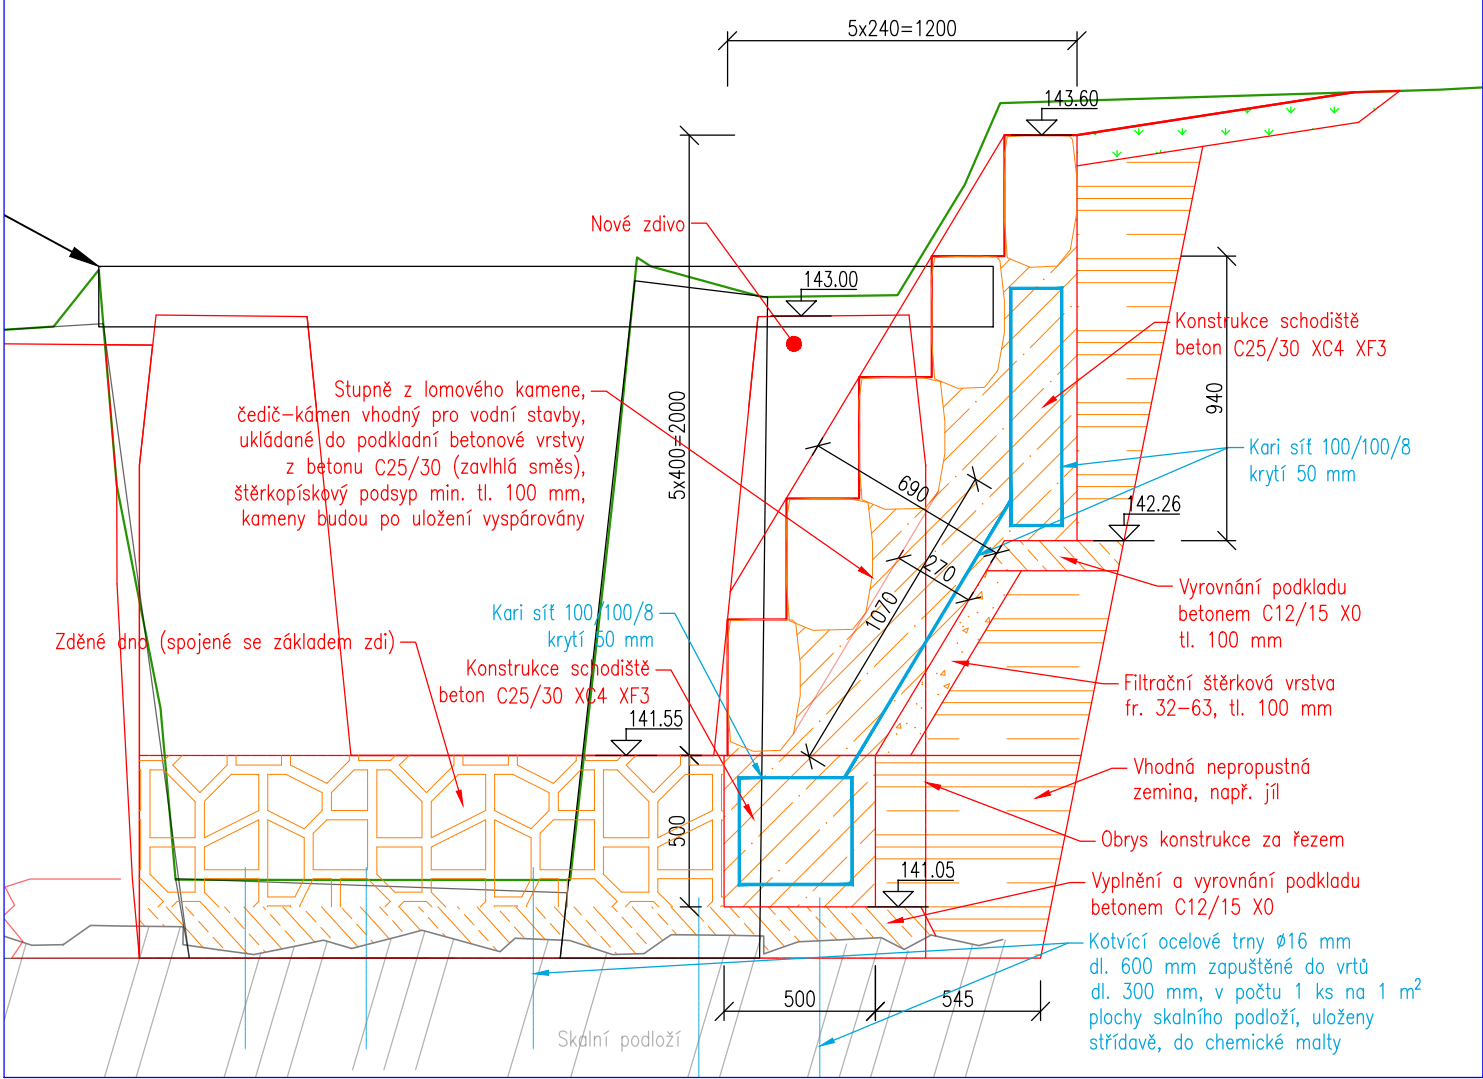 5x240=1200
143.60
Nové zdivo
143.00
Konstrukce schodiště
beton C25/30 XC4 XF3
Stupně z lomového kamene,
čedič-kámen vhodný pro vodní stavby,
ukládané do podkladní betonové vrstvy
z betonu C25/30 (zavlhlá směs),
štěrkopískový podsyp min. tl. 100 mm,
kameny budou po uložení vyspárovány
5x400=2000
940
Kari síť 100/100/8
krytí 50 mm
690
142.26
270
1070
Vyrovnání podkladu
betonem C12/15 X0
tl. 100 mm
Kari síť 100/100/8
krytí 50 mm
Zděné dno (spojené se základem zdi)
Konstrukce schodiště
beton C25/30 XC4 XF3
Filtrační štěrková vrstva
fr. 32-63, tl. 100 mm
141.55
Vhodná nepropustná
zemina, např. jíl
500
Obrys konstrukce za řezem
141.05
Vyplnění a vyrovnání podkladu
betonem C12/15 X0
Kotvící ocelové trny ø16 mm
dl. 600 mm zapuštěné do vrtů
dl. 300 mm, v počtu 1 ks na 1 m²
plochy skalního podloží, uloženy
střídavě, do chemické malty
500
545
Skalní podloží